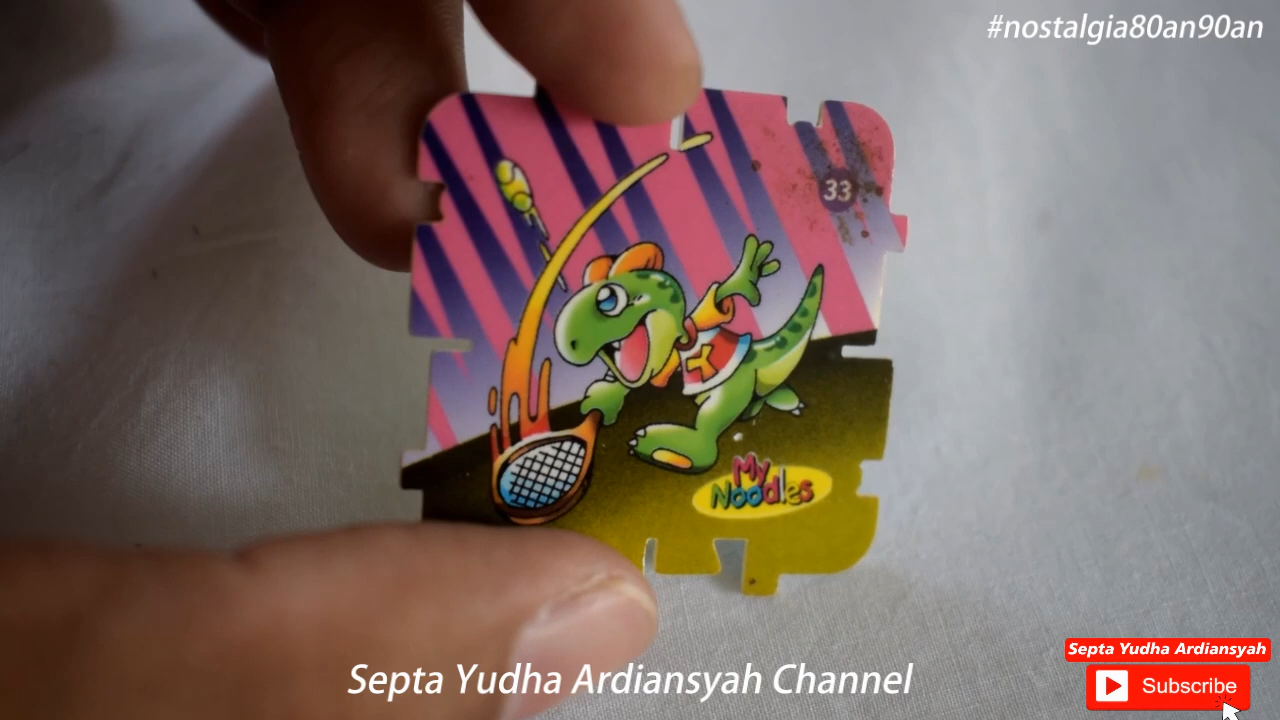 #nostalgia80an90an
33
Y
My
Noodles
Septa Yudha Ardiansyah Channel
Septa Yudha Ardiansyah
Subscribe